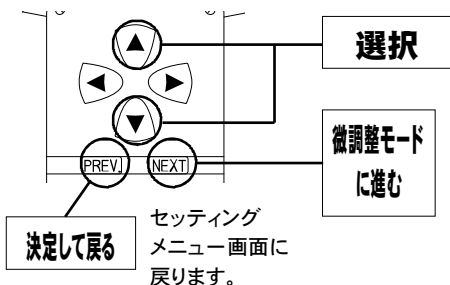 選択
微調整モード
に進む
PREV.
NEXT
決定して戻る
セッティング
メニュー画面に
戻ります。